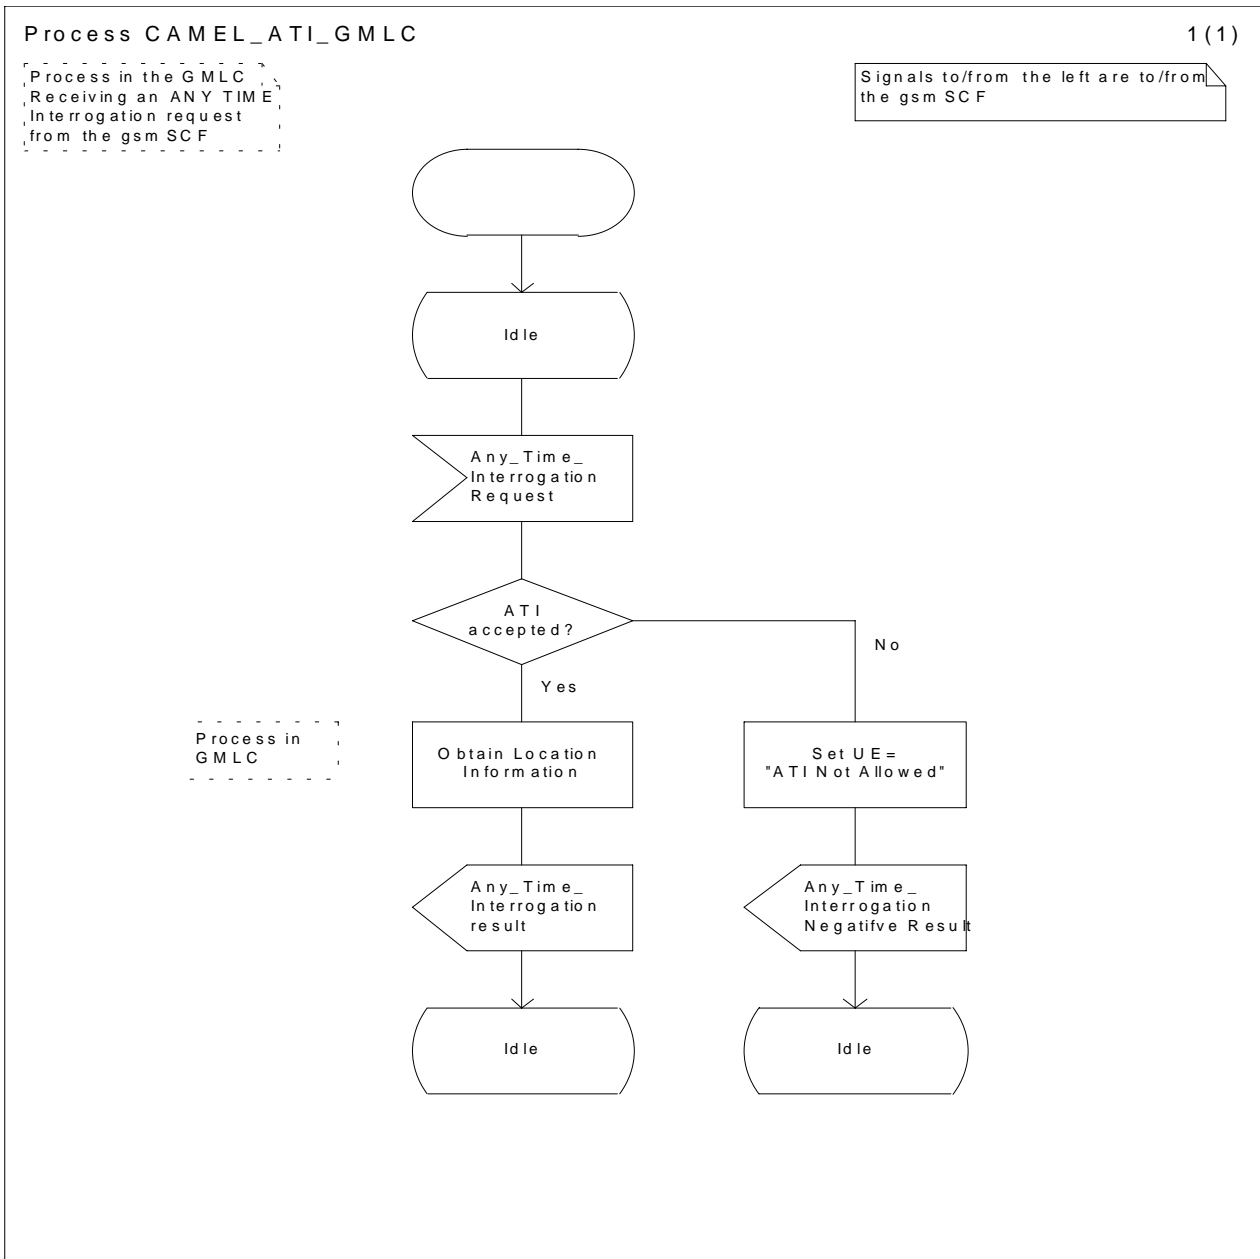 Process CAMEL_ATI_GMLC
1(1)
Process in the GMLC
Receiving an ANY TIME
Interrogation request
from the gsm SCF
Signals to/from the left are to/from
the gsm SCF
Idle
Any_Time_
Interrogation
Request
ATI
accepted?
No
Yes
Process in
GMLC
Obtain Location
Information
Set UE=
"ATI Not Allowed"
Any_Time_
Interrogation
result
Any_Time_
Interrogation
Negatifve Result
Idle
Idle